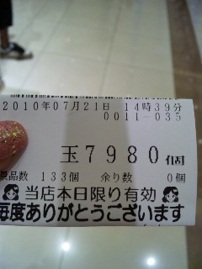 2010年07月21日 14時39分
0011-035
玉7980個
景品数 133個 余り数 0個
当店本日限り有効
毎度ありがとうございます